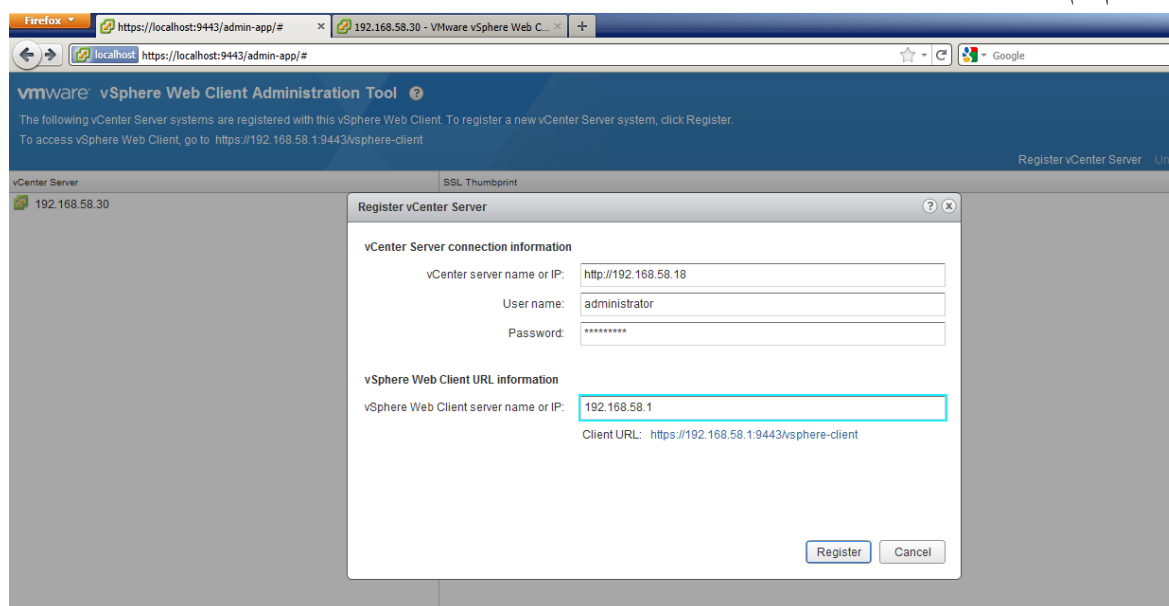 Firefox
https://localhost:9443/admin-app/#
192.168.58.30 - VMware vSphere Web C...
localhost https://localhost:9443/admin-app/#
Google
vmware vSphere Web Client Administration Tool
The following vCenter Server systems are registered with this vSphere Web Client. To register a new vCenter Server system, click Register.
To access vSphere Web Client, go to https://192.168.58.1:9443/vsphere-client
Register vCenter Server Un
vCenter Server SSL Thumbprint
192.168.58.30
Register vCenter Server
vCenter Server connection information
vCenter server name or IP: http://192.168.58.18
User name: administrator
Password: *********
vSphere Web Client URL information
vSphere Web Client server name or IP: 192.168.58.1
Client URL: https://192.168.58.1:9443/vsphere-client
Register Cancel